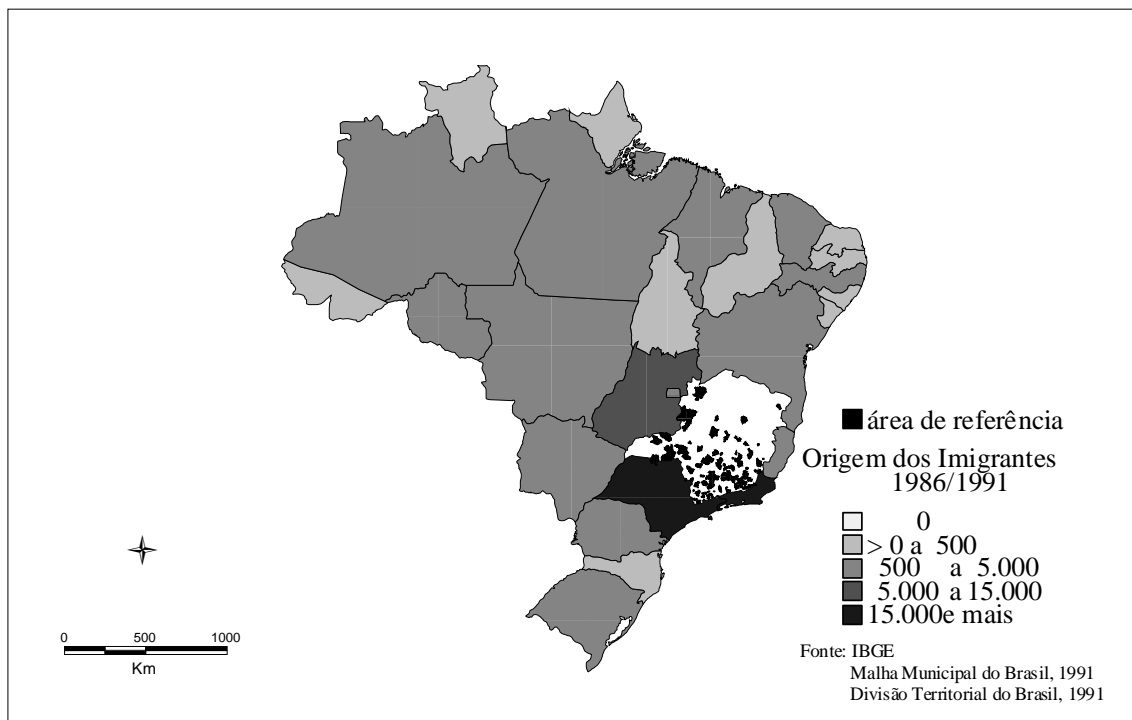 área de referência
Origem dos Imigrantes
1986/1991
0
> 0 a 500
500 a 5.000
5.000 a 15.000
15.000e mais
0 500 1000
Km
Fonte: IBGE
Malha Municipal do Brasil, 1991
Divisão Territorial do Brasil, 1991